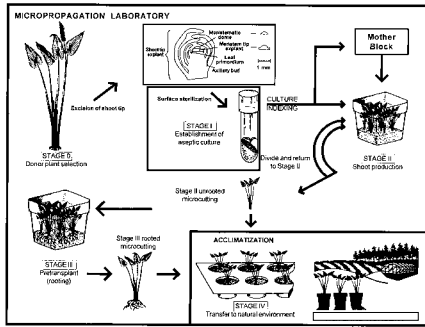 MICROPROPAGATION LABORATORY
Meristematic
dome
Meristem tip
explant
Leaf
primordium
Axillary bud
Shoot tip
explant
1 mm
Mother
Block
Excision of shoot tip
Surface sterilization
CULTURE
INDEXING
STAGE I
Establishment of
aseptic culture
STAGE 0
Donor plant selection
Divide and return
to Stage II
STAGE II
Shoot production
Stage II unrooted
microcutting
STAGE III
Pretransplant
(rooting)
Stage III rooted
microcutting
ACCLIMATIZATION
STAGE IV
Transfer to natural environment